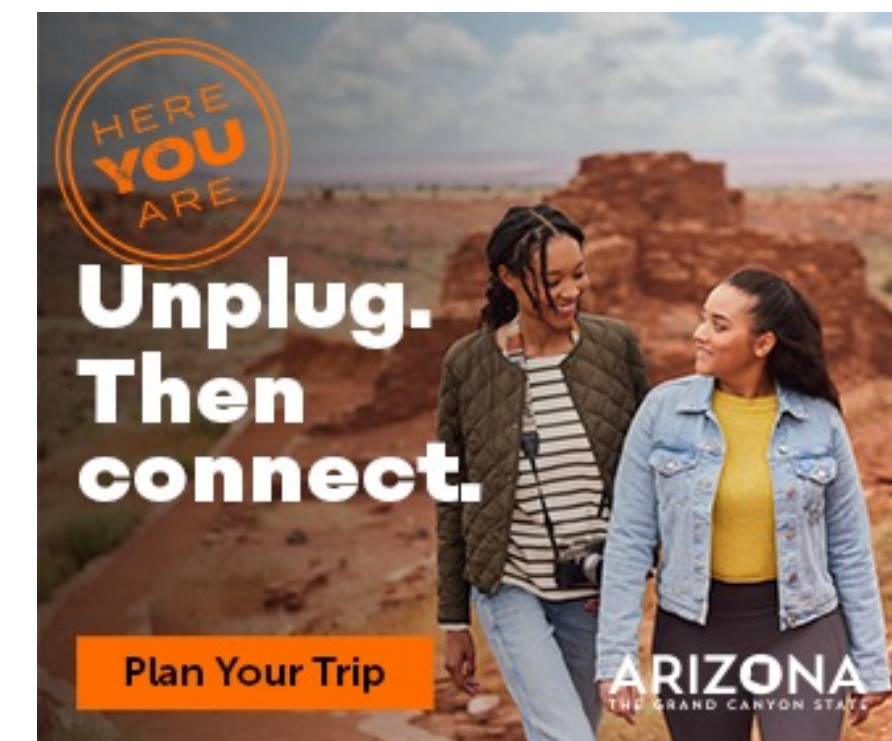 HERE
YOU
ARE
Unplug.
Then
connect.
Plan Your Trip
ARIZONA
THE GRAND CANYON STATE